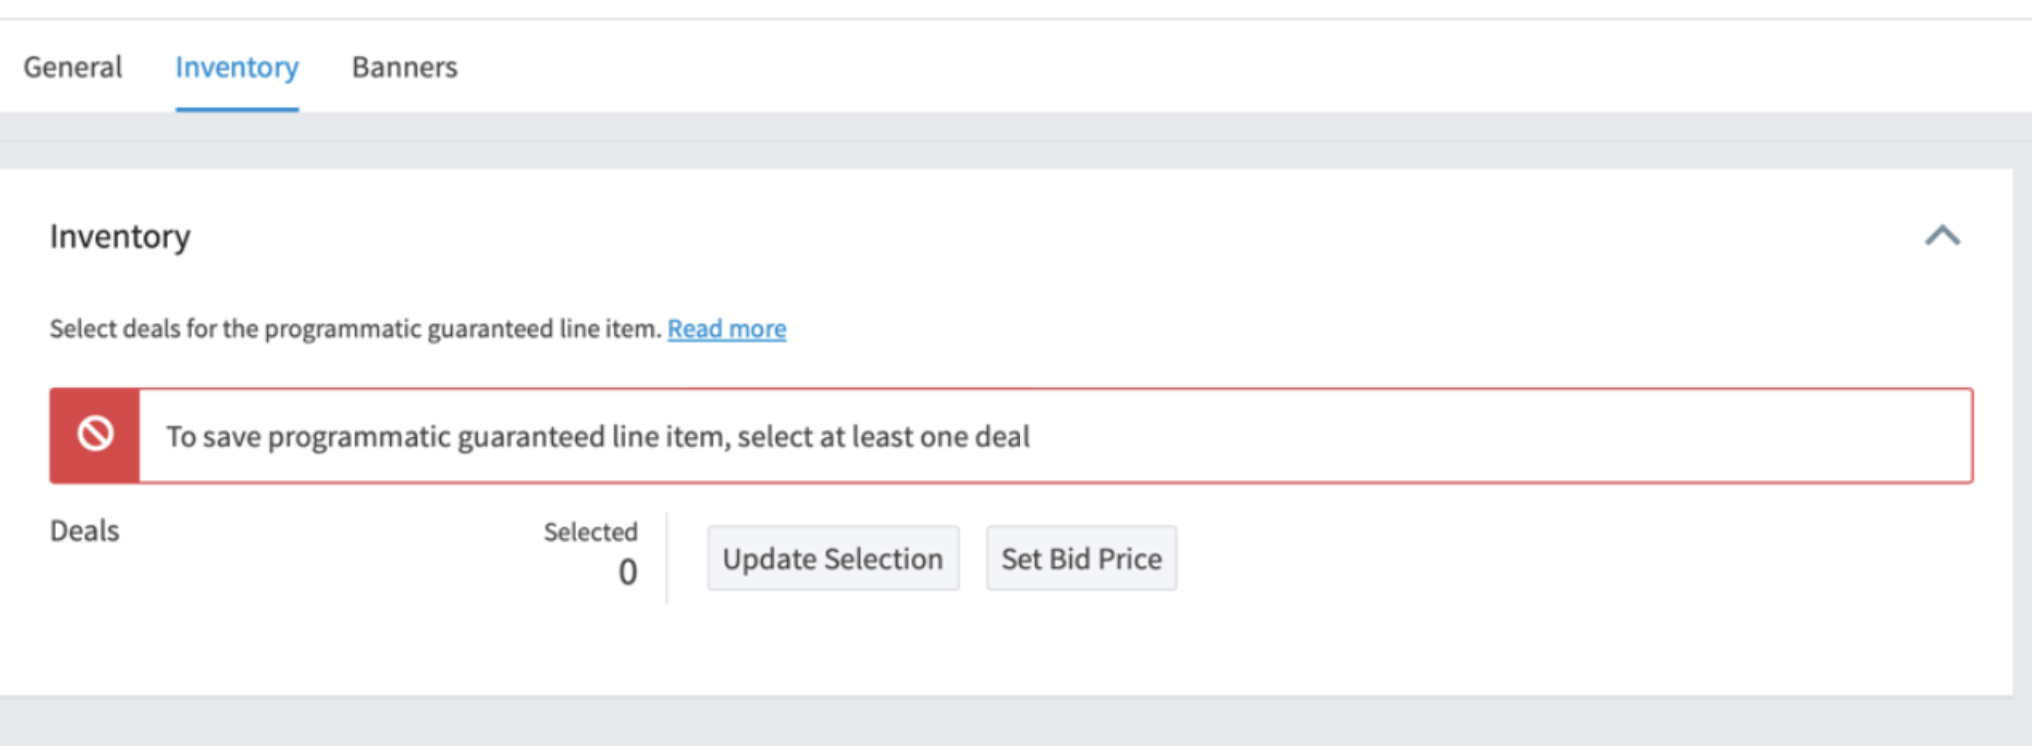 General Inventory Banners
Inventory
Select deals for the programmatic guaranteed line item. Read more
To save programmatic guaranteed line item, select at least one deal
Deals Selected Update Selection Set Bid Price
0